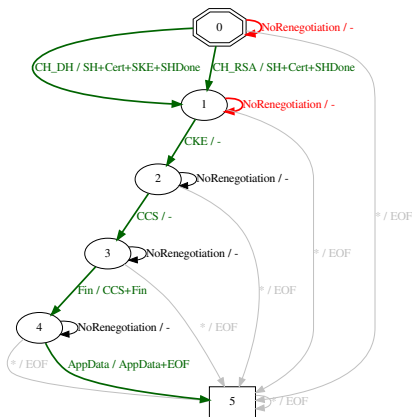 0
NoRenegotiation / -
CH_DH / SH+Cert+SKE+SHDone
CH_RSA / SH+Cert+SHDone
1
NoRenegotiation / -
CKE / -
2
NoRenegotiation / -
CCS / -
* / EOF
3
NoRenegotiation / -
* / EOF
Fin / CCS+Fin
* / EOF
4
NoRenegotiation / -
* / EOF
* / EOF
AppData / AppData+EOF
5
* / EOF